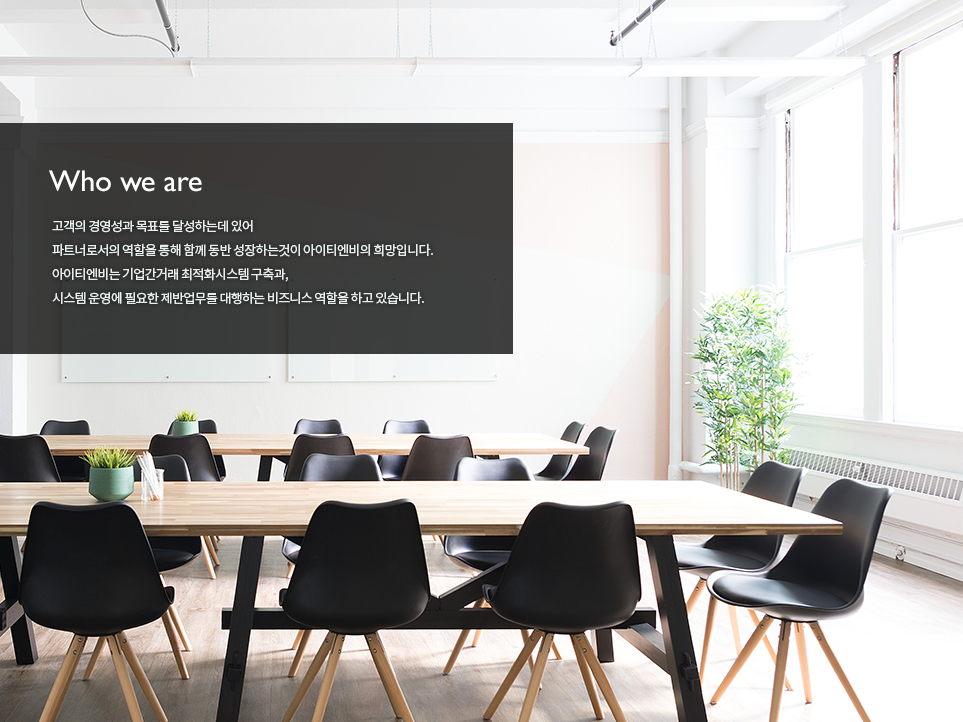 Who we are
고객의 경영성과 목표를 달성하는데 있어
파트너로서의 역할을 통해 함께 동반 성장하는것이 아이티엔비의 희망입니다.
아이티엔비는 기업간거래 최적화시스템 구축과,
시스템 운영에 필요한 제반업무를 대행하는 비즈니스 역할을 하고 있습니다.